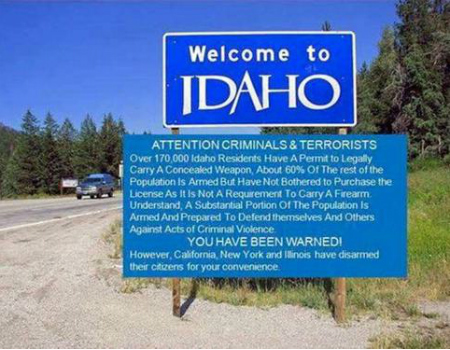 Welcome to
IDAHO
ATTENTION CRIMINALS & TERRORISTS
Over 170,000 Idaho Residents Have A Permit to Legally
Carry A Concealed Weapon, About 60% Of The rest of the
Population Is Armed But Have Not Bothered to Purchase the
License As It Is Not A Requirement To Carry A Firearm.
Understand, A Substantial Portion Of The Population Is
Armed And Prepared To Defend themselves And Others
Against Acts of Criminal Violence.
YOU HAVE BEEN WARNED!
However, California, New York and Illinois have disarmed
their citizens for your convenience.